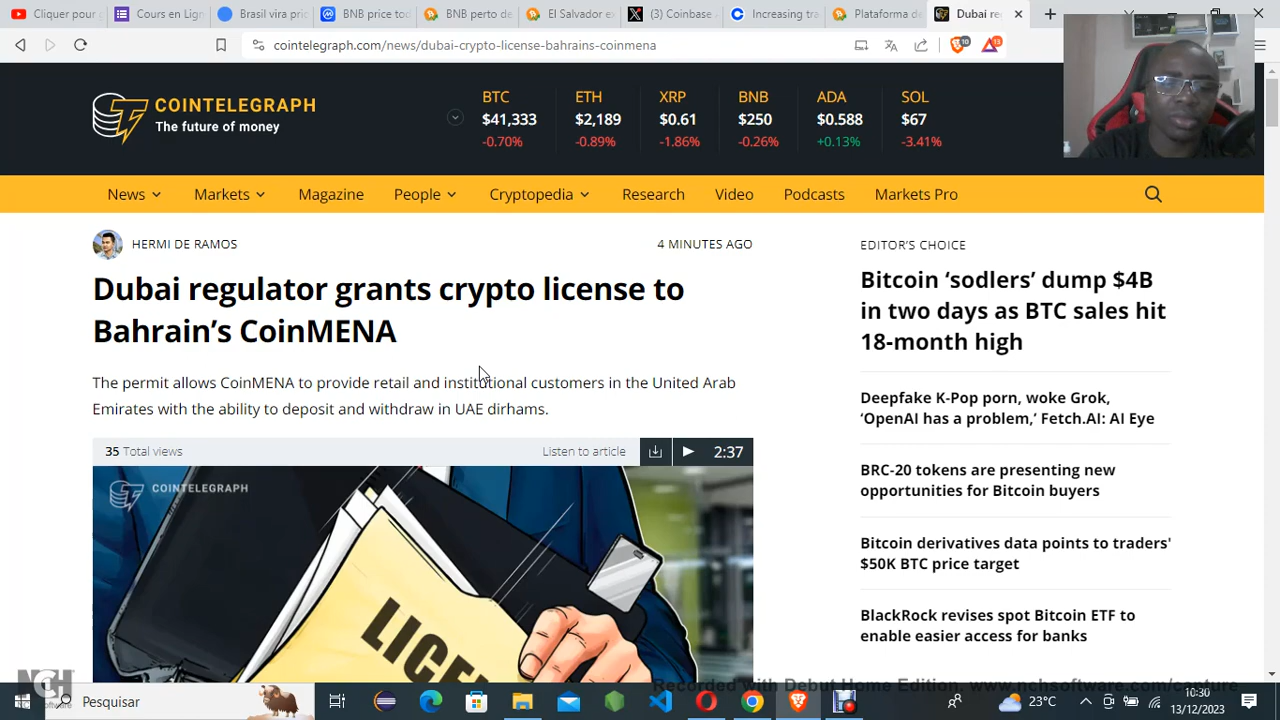 Cliquer pour
Cours en Lign
Brasil vira prio
BNB price tod
BNB perto da
El Salvador e
(3) Coinbase
Increasing tra
Plataforma de
Dubai re
cointelegraph.com/news/dubai-crypto-license-bahrains-coinmena
10
13
COINTELEGRAPH
The future of money
BTC ETH XRP BNB ADA SOL
$41,333 $2,189 $0.61 $250 $0.588 $67
-0.70% -0.89% -1.86% -0.26% +0.13% -3.41%
News Markets Magazine People Cryptopedia Research Video Podcasts Markets Pro
HERMI DE RAMOS
4 MINUTES AGO
Dubai regulator grants crypto license to
Bahrain’s CoinMENA
The permit allows CoinMENA to provide retail and institutional customers in the United Arab
Emirates with the ability to deposit and withdraw in UAE dirhams.
35 Total views
Listen to article
2:37
COINTELEGRAPH
LICE
EDITOR’S CHOICE
Bitcoin ‘sodlers’ dump $4B
in two days as BTC sales hit
18-month high
Deepfake K-Pop porn, woke Grok,
‘OpenAI has a problem,’ Fetch.AI: AI Eye
BRC-20 tokens are presenting new
opportunities for Bitcoin buyers
Bitcoin derivatives data points to traders'
$50K BTC price target
BlackRock revises spot Bitcoin ETF to
enable easier access for banks
NCH
Software
Recorded with Debut Home Edition. www.nchsoftware.com/capture
Pesquisar
23°C
10:30
13/12/2023